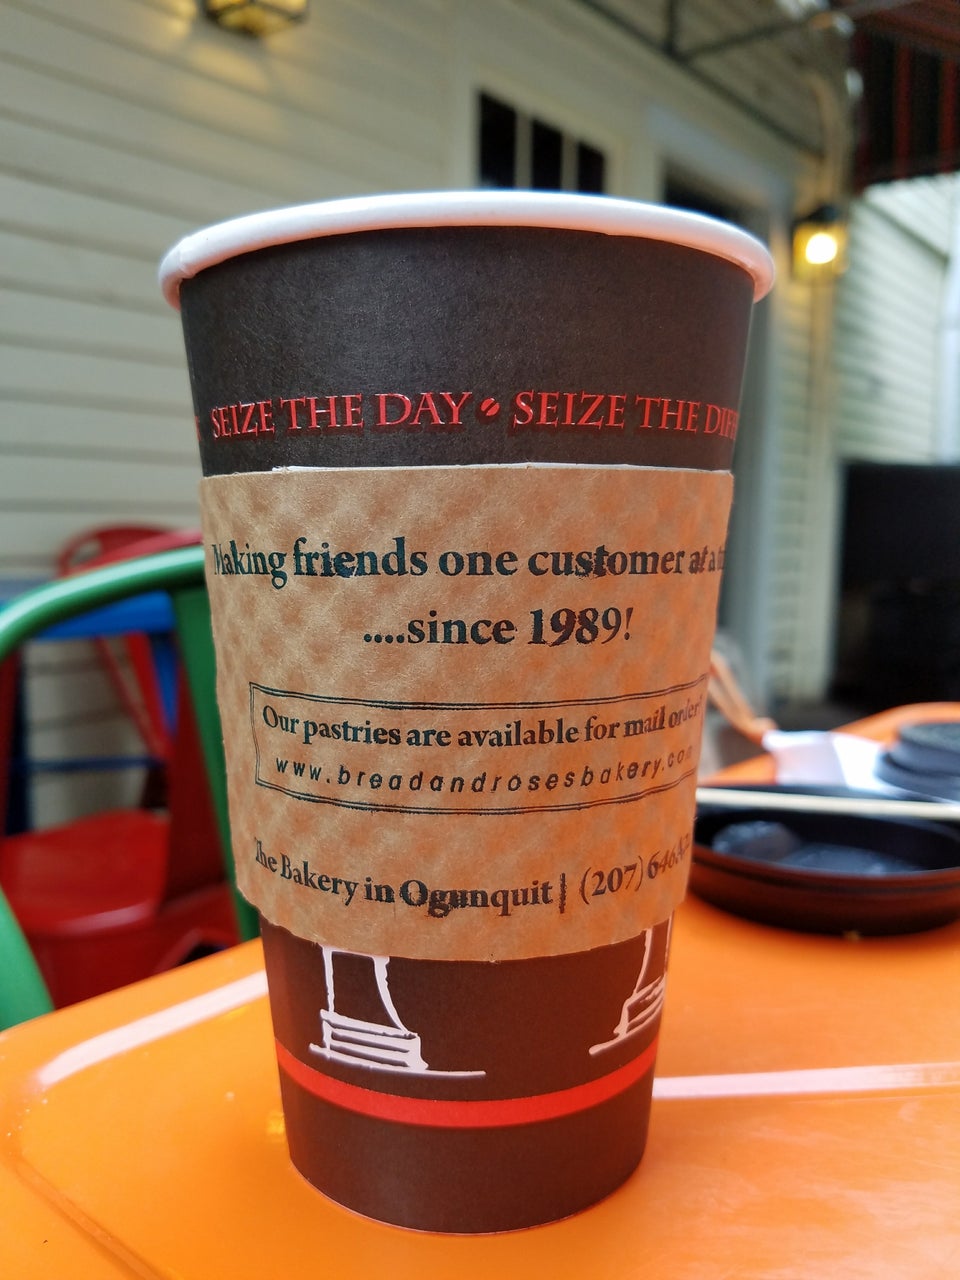 SEIZE THE DAY • SEIZE THE
Making friends one customer at a
....since 1989!
Our pastries are available for mail order!
www.breadandrosesbakery.com
The Bakery in Ogunquit | (207) 646